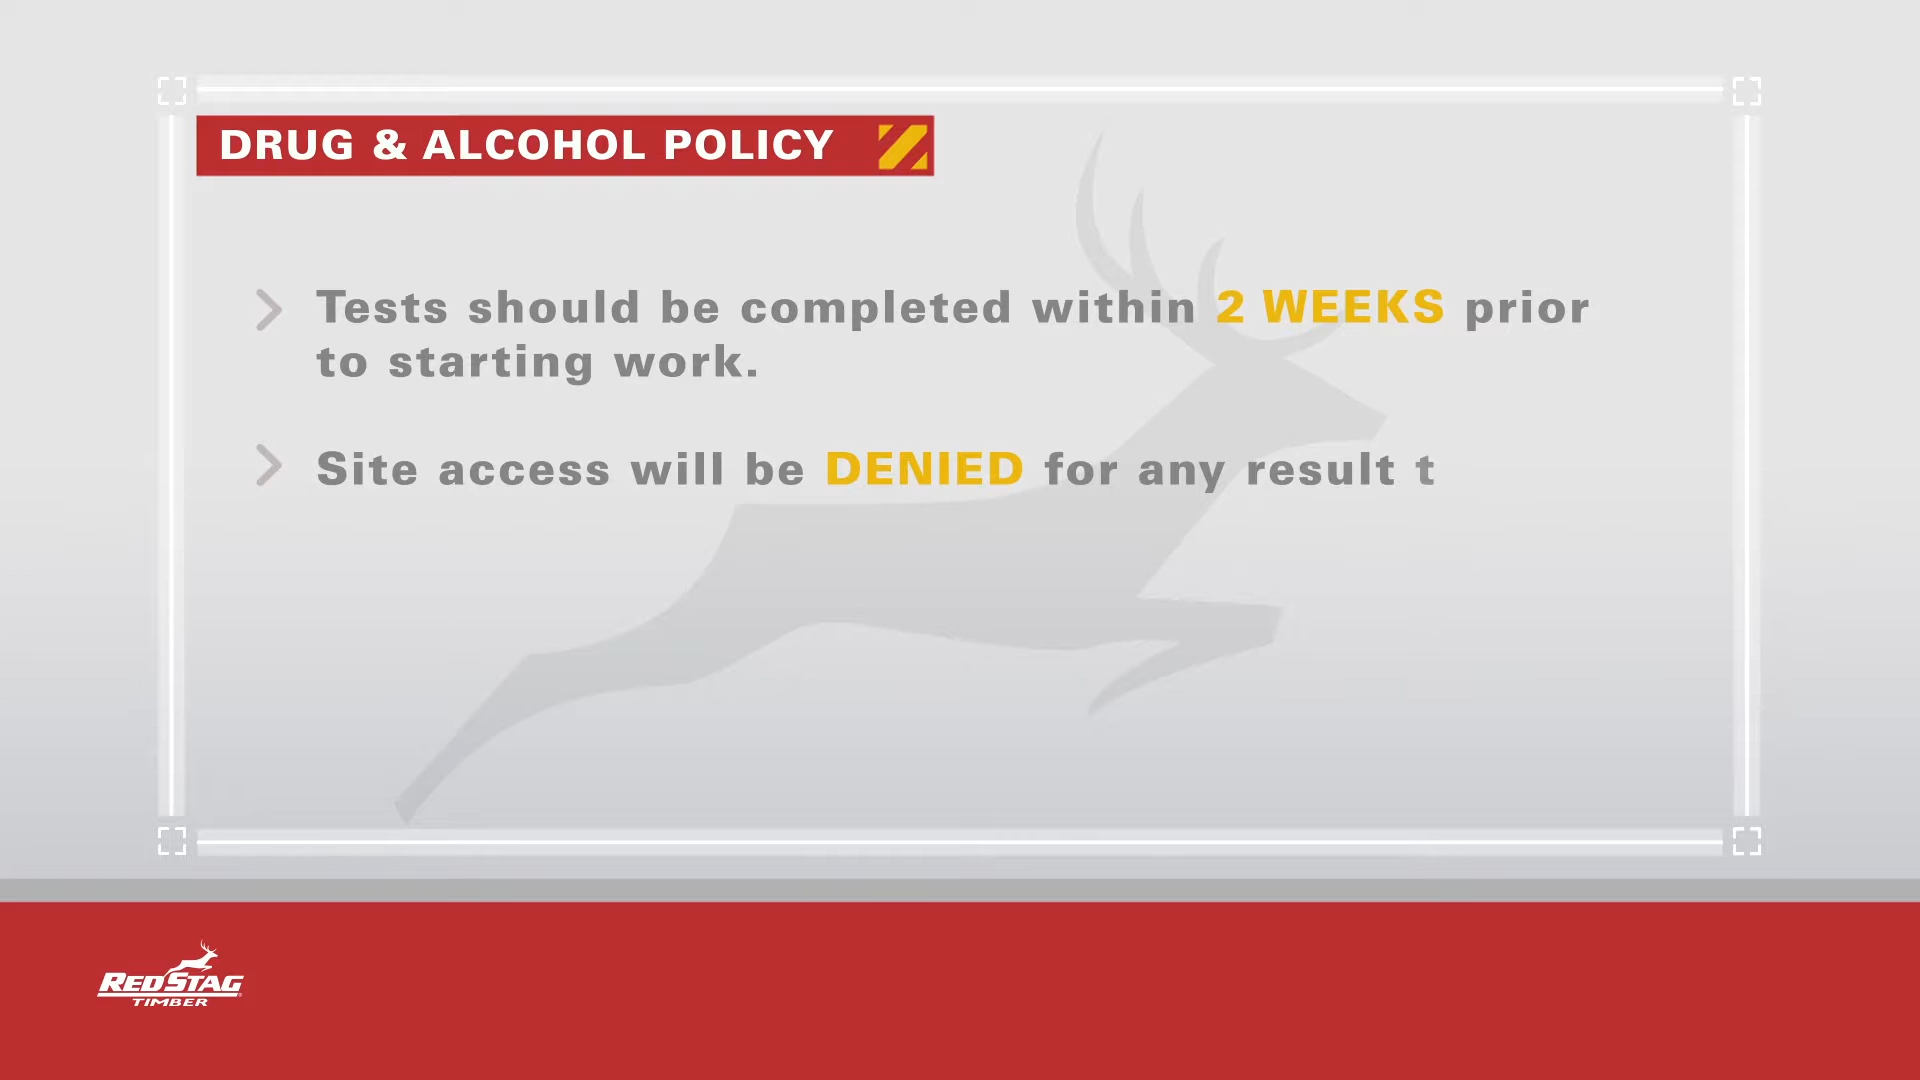 DRUG & ALCOHOL POLICY
Tests should be completed within 2 WEEKS prior
to starting work.
Site access will be DENIED for any result t
RED STAG
TIMBER